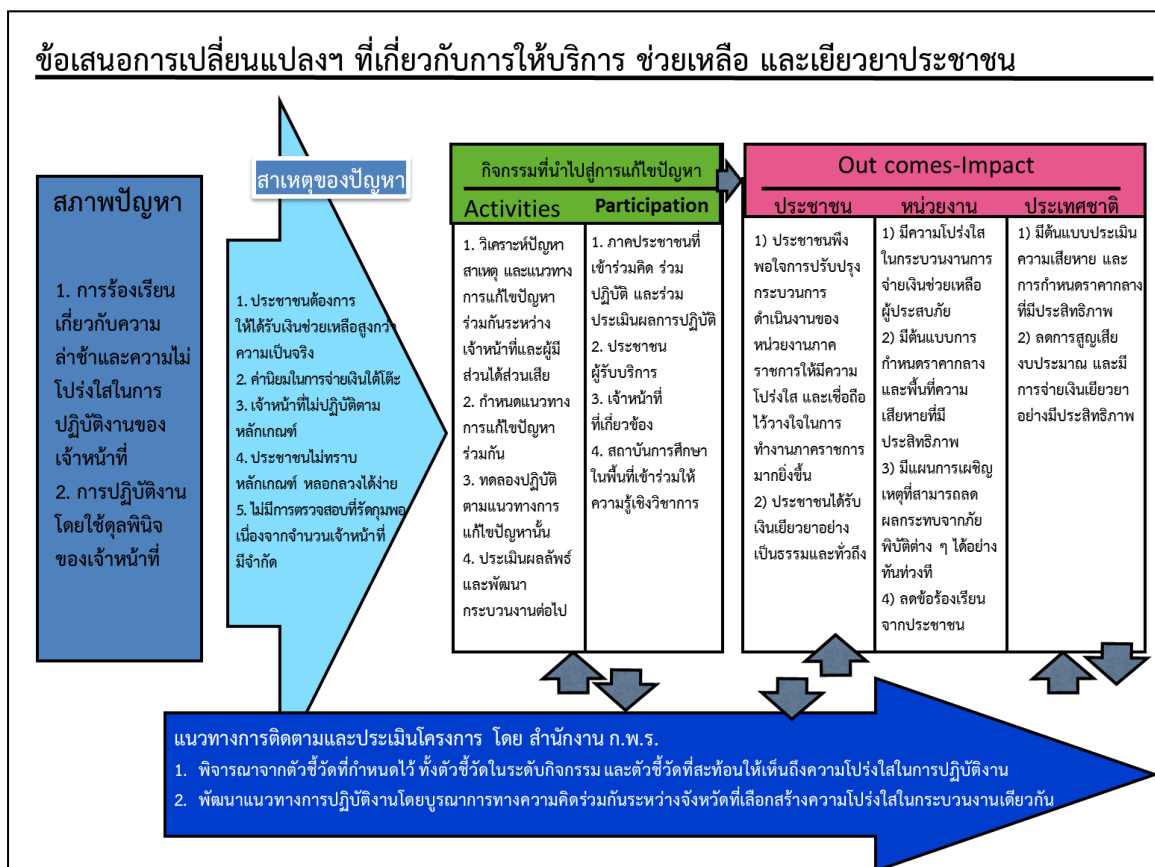 ข้อเสนอการเปลี่ยนแปลงฯ ที่เกี่ยวกับการให้บริการ ช่วยเหลือ และเยียวยาประชาชน
สภาพปัญหา
1. การร้องเรียน
เกี่ยวกับความ
ล่าช้าและความไม่
โปร่งใสในการ
ปฏิบัติงานของ
เจ้าหน้าที่
2. การปฏิบัติงาน
โดยใช้ดุลพินิจ
ของเจ้าหน้าที่
สาเหตุของปัญหา
1. ประชาชนต้องการ
ให้ได้รับเงินช่วยเหลือสูงกว่า
ความเป็นจริง
2. ค่านิยมในการจ่ายเงินใต้โต๊ะ
3. เจ้าหน้าที่ไม่ปฏิบัติตาม
หลักเกณฑ์
4. ประชาชนไม่ทราบ
หลักเกณฑ์ หลอกลวงได้ง่าย
5. ไม่มีการตรวจสอบที่รัดกุมพอ
เนื่องจากจำนวนเจ้าหน้าที่
มีจำกัด
กิจกรรมที่นำไปสู่การแก้ไขปัญหา
Activities
1. วิเคราะห์ปัญหา
สาเหตุ และแนวทาง
การแก้ไขปัญหา
ร่วมกันระหว่าง
เจ้าหน้าที่และผู้มี
ส่วนได้ส่วนเสีย
2. กำหนดแนวทาง
การแก้ไขปัญหา
ร่วมกัน
3. ทดลองปฏิบัติ
ตามแนวทางการ
แก้ไขปัญหานั้น
4. ประเมินผลลัพธ์
และพัฒนา
กระบวนงานต่อไป
Participation
1. ภาคประชาชนที่
เข้าร่วมคิด ร่วม
ปฏิบัติ และร่วม
ประเมินผลการปฏิบัติ
2. ประชาชน
ผู้รับบริการ
3. เจ้าหน้าที่
ที่เกี่ยวข้อง
4. สถาบันการศึกษา
ในพื้นที่เข้าร่วมให้
ความรู้เชิงวิชาการ
Out comes-Impact
ประชาชน
1) ประชาชนพึง
พอใจการปรับปรุง
กระบวนการ
ดำเนินงานของ
หน่วยงานภาค
ราชการให้มีความ
โปร่งใส และเชื่อถือ
ไว้วางใจในการ
ทำงานภาคราชการ
มากยิ่งขึ้น
2) ประชาชนได้รับ
เงินเยียวยาอย่าง
เป็นธรรมและทั่วถึง
หน่วยงาน
1) มีความโปร่งใส
ในกระบวนงานการ
จ่ายเงินช่วยเหลือ
ผู้ประสบภัย
2) มีต้นแบบการ
กำหนดราคากลาง
และพื้นที่ความ
เสียหายที่มี
ประสิทธิภาพ
3) มีแผนการเผชิญ
เหตุที่สามารถลด
ผลกระทบจากภัย
พิบัติต่าง ๆ ได้อย่าง
ทันท่วงที
4) ลดข้อร้องเรียน
จากประชาชน
ประเทศชาติ
1) มีต้นแบบประเมิน
ความเสียหาย และ
การกำหนดราคากลาง
ที่มีประสิทธิภาพ
2) ลดการสูญเสีย
งบประมาณ และมี
การจ่ายเงินเยียวยา
อย่างมีประสิทธิภาพ
แนวทางการติดตามและประเมินโครงการ โดย สำนักงาน ก.พ.ร.
1. พิจารณาจากตัวชี้วัดที่กำหนดไว้ ทั้งตัวชี้วัดในระดับกิจกรรม และตัวชี้วัดที่สะท้อนให้เห็นถึงความโปร่งใสในการปฏิบัติงาน
2. พัฒนาแนวทางการปฏิบัติงานโดยบูรณาการทางความคิดร่วมกันระหว่างจังหวัดที่เลือกสร้างความโปร่งใสในกระบวนงานเดียวกัน